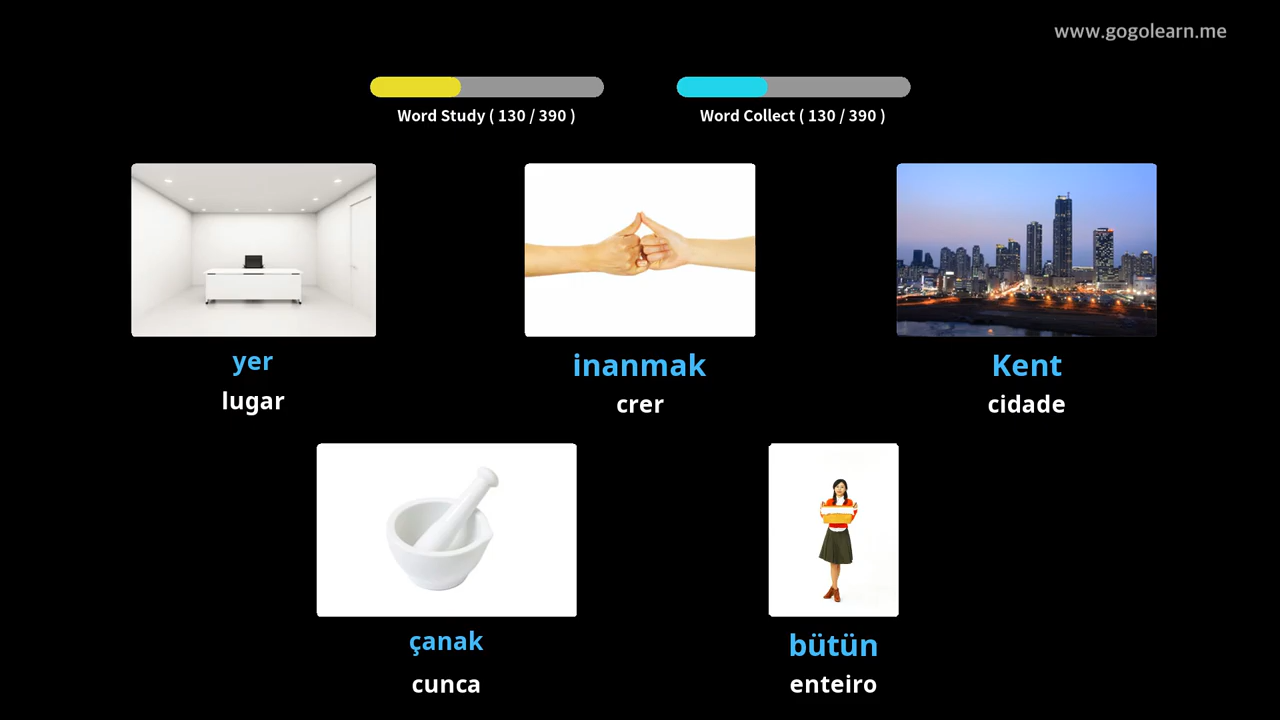 www.gogolearn.me
Word Study ( 130 / 390 )
Word Collect ( 130 / 390 )
yer
lugar
inanmak
crer
Kent
cidade
çanak
cunca
bütün
enteiro